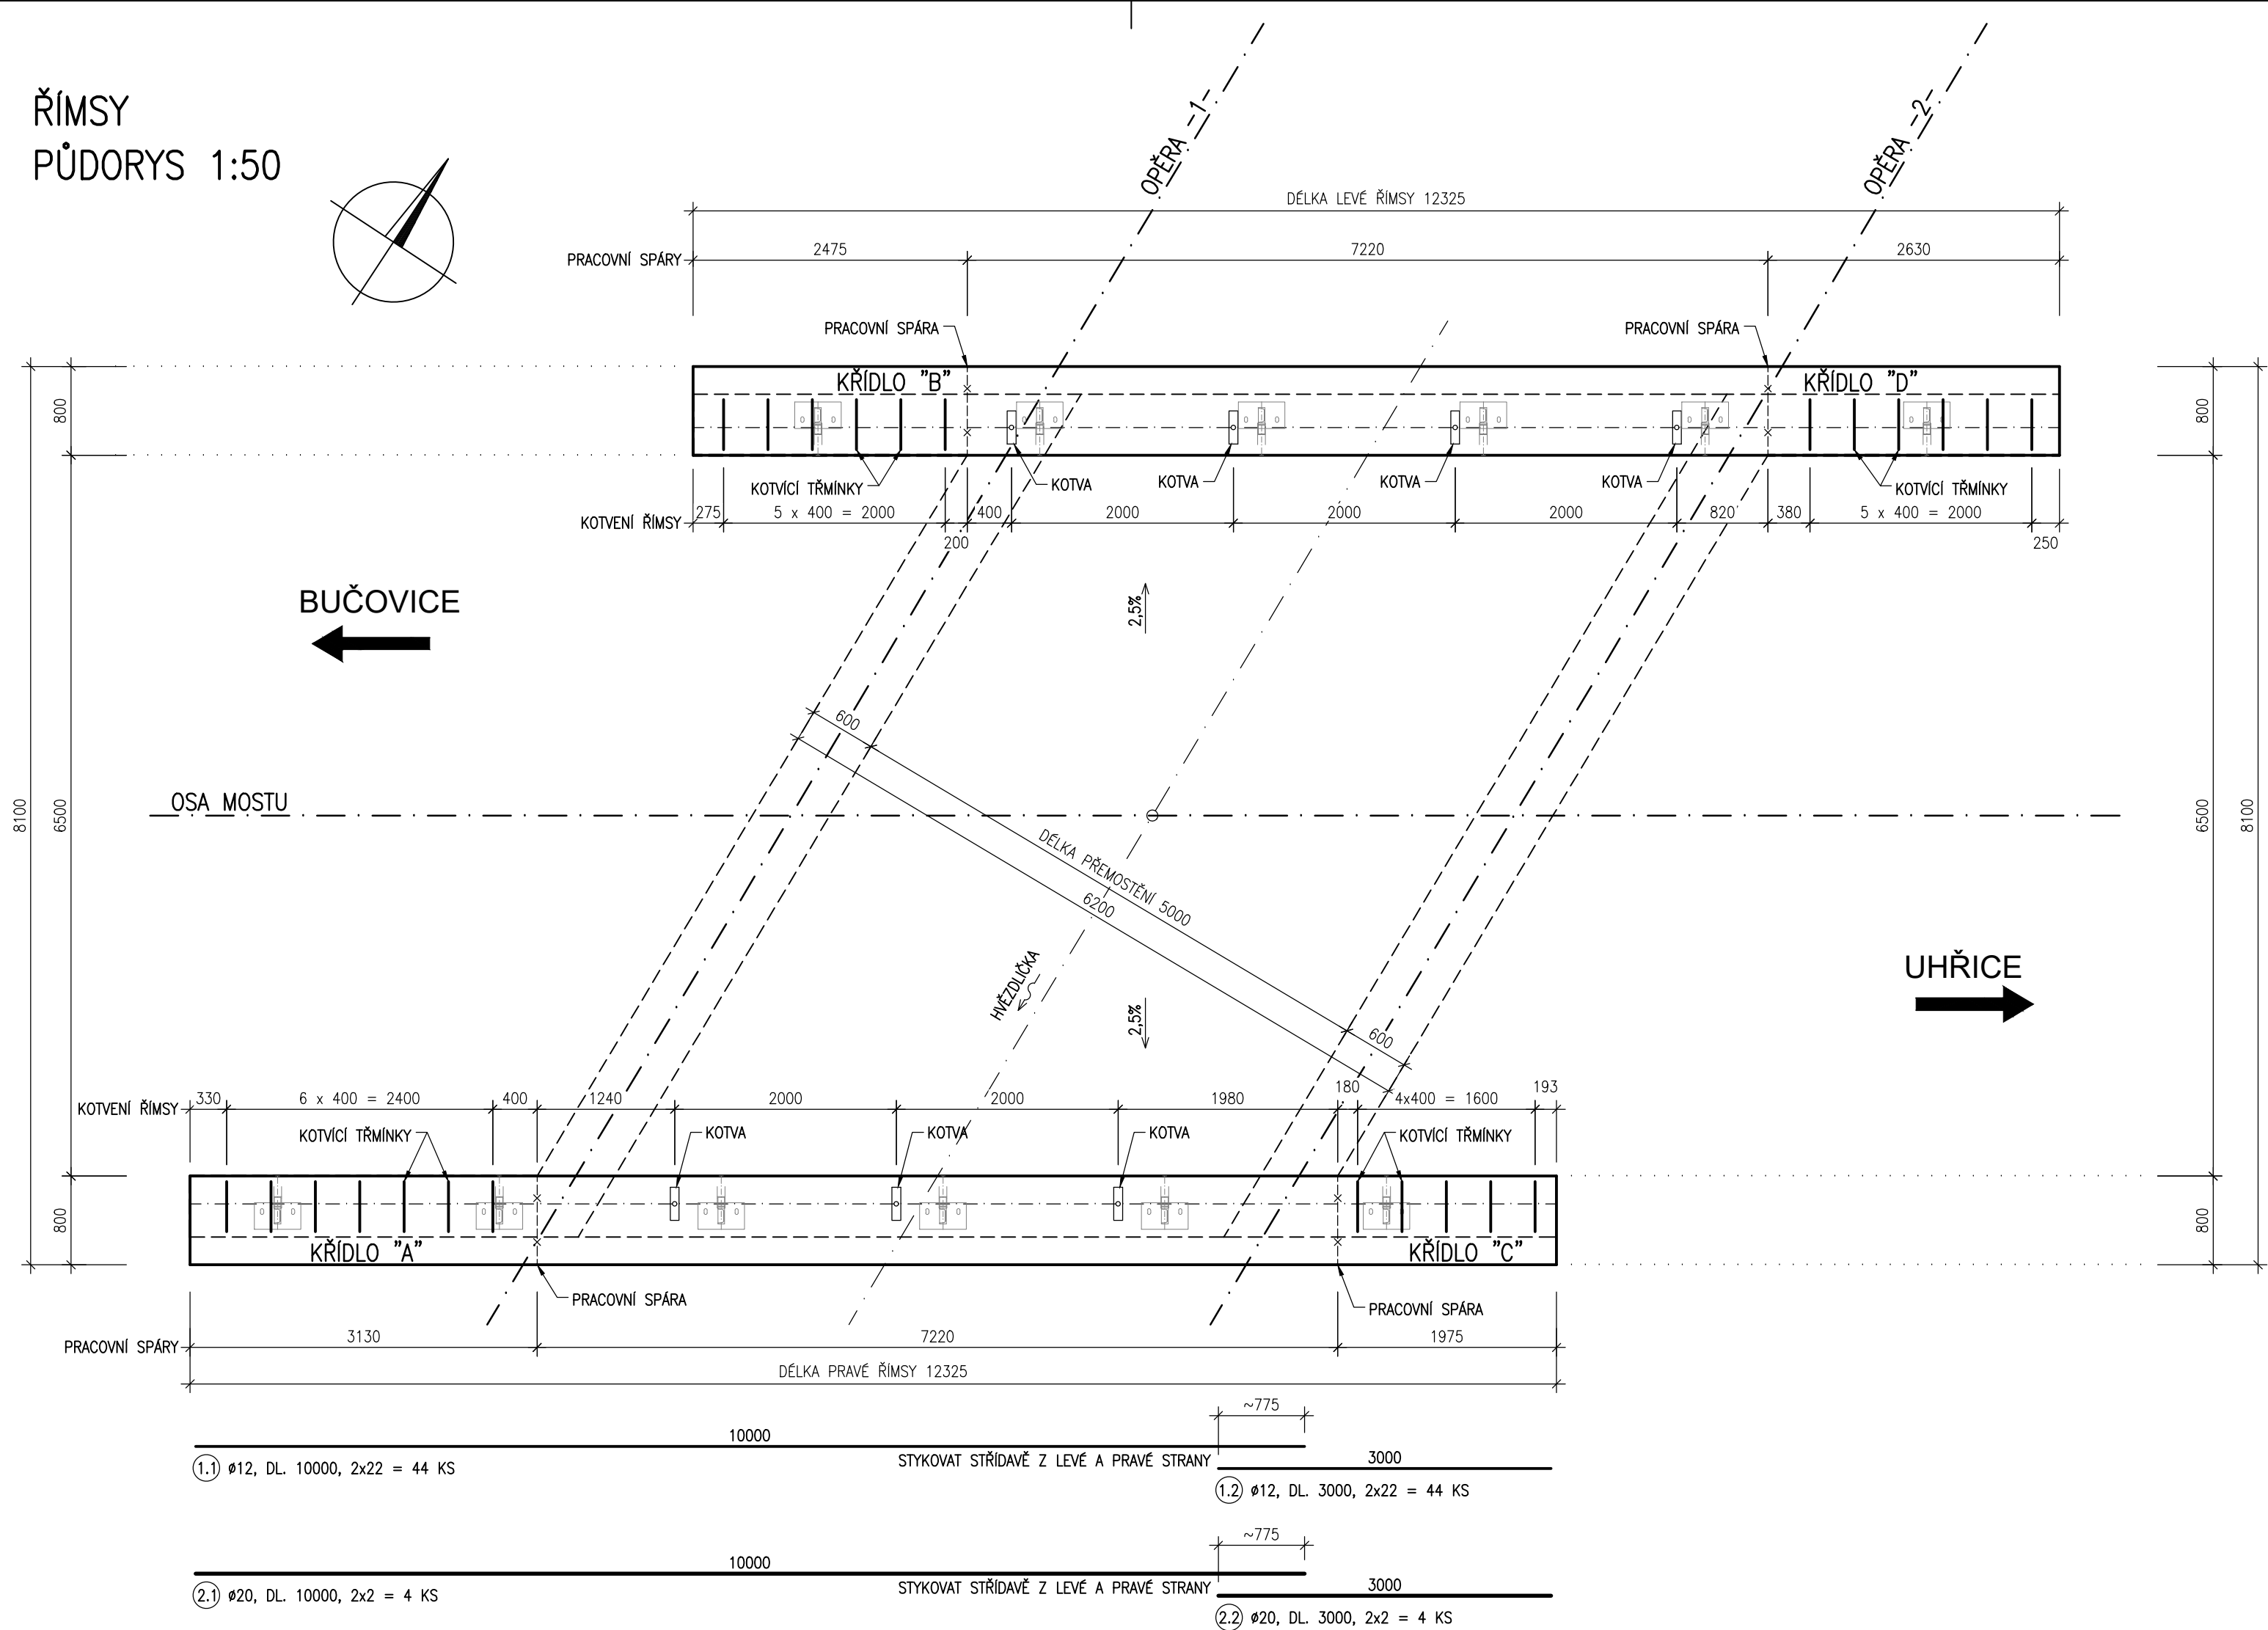 ŘÍMSY
PŮDORYS 1:50
OPĚRA -1-
OPĚRA -2-
DÉLKA LEVÉ ŘÍMSY 12325
PRACOVNÍ SPÁRY
2475
7220
2630
PRACOVNÍ SPÁRA
PRACOVNÍ SPÁRA
KŘÍDLO "B"
KŘÍDLO "D"
800
800
KOTVÍCÍ TŘMÍNKY
KOTVA
KOTVA
KOTVA
KOTVA
KOTVÍCÍ TŘMÍNKY
KOTVENÍ ŘÍMSY
275
5 x 400 = 2000
200
400
2000
2000
2000
820
380
5 x 400 = 2000
250
BUČOVICE
2,5%
600
OSA MOSTU
8100
6500
6500
8100
DÉLKA PŘEMOSTĚNÍ 5000
6200
HVĚZDLIČKA
2,5%
600
UHŘICE
KOTVENÍ ŘÍMSY
330
6 x 400 = 2400
400
1240
2000
2000
1980
180
4x400 = 1600
193
KOTVÍCÍ TŘMÍNKY
KOTVA
KOTVA
KOTVA
KOTVÍCÍ TŘMÍNKY
800
800
KŘÍDLO "A"
KŘÍDLO "C"
PRACOVNÍ SPÁRA
PRACOVNÍ SPÁRA
PRACOVNÍ SPÁRY
3130
7220
1975
DÉLKA PRAVÉ ŘÍMSY 12325
~775
10000
STYKOVAT STŘÍDAVĚ Z LEVÉ A PRAVÉ STRANY
3000
1.1 ø12, DL. 10000, 2x22 = 44 KS
1.2 ø12, DL. 3000, 2x22 = 44 KS
~775
10000
STYKOVAT STŘÍDAVĚ Z LEVÉ A PRAVÉ STRANY
3000
2.1 ø20, DL. 10000, 2x2 = 4 KS
2.2 ø20, DL. 3000, 2x2 = 4 KS